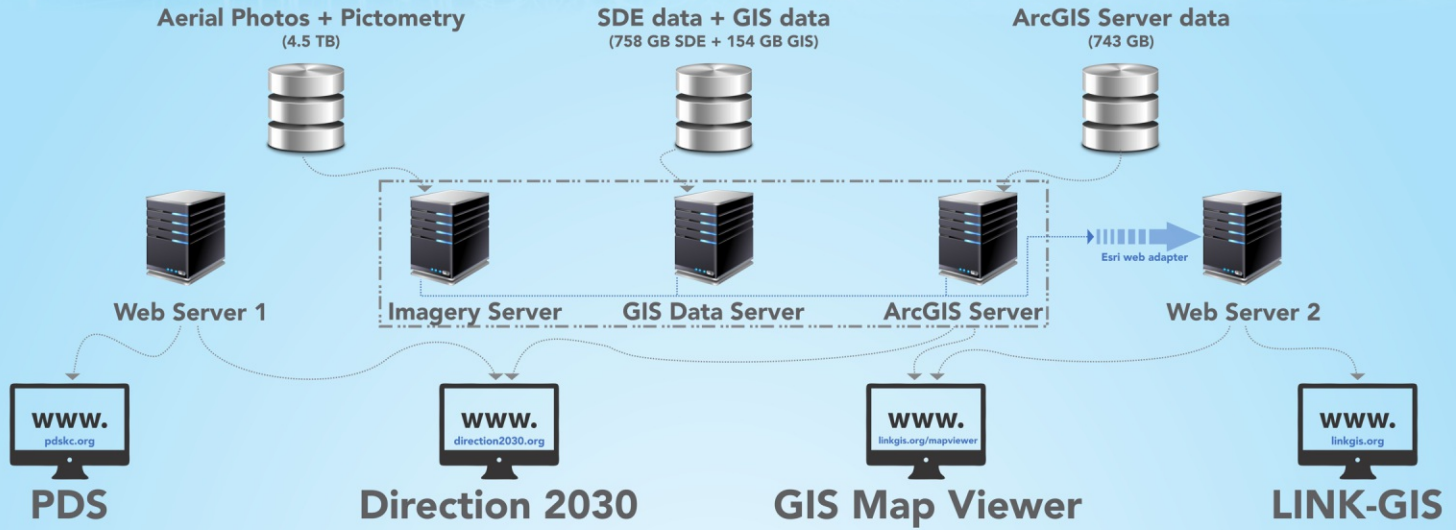 Aerial Photos + Pictometry
(4.5 TB)
SDE data + GIS data
(758 GB SDE + 154 GB GIS)
ArcGIS Server data
(743 GB)
Esri web adapter
Web Server 1
Imagery Server
GIS Data Server
ArcGIS Server
Web Server 2
www.
pdskc.org
www.
direction2030.org
www.
linkgis.org/mapviewer
www.
linkgis.org
PDS
Direction 2030
GIS Map Viewer
LINK-GIS